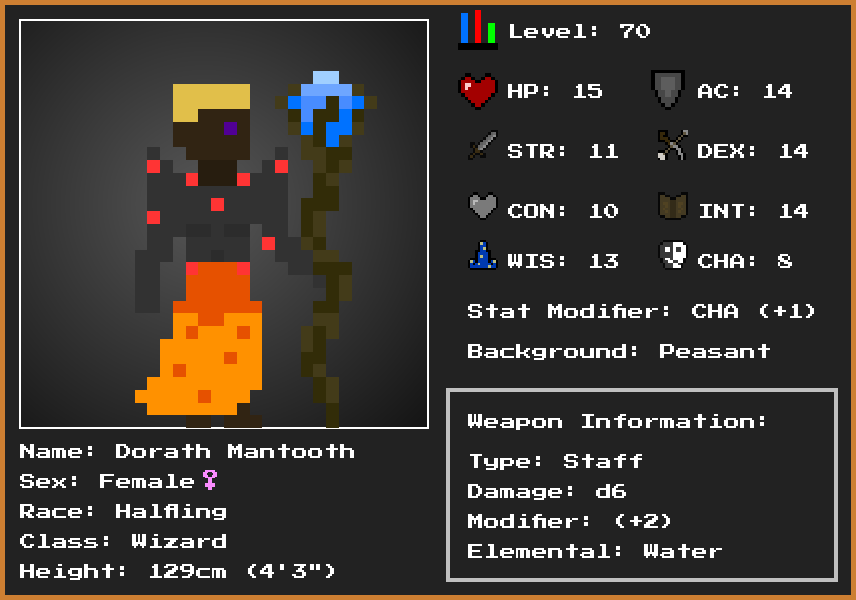 Level: 70
HP: 15 AC: 14
STR: 11 DEX: 14
CON: 10 INT: 14
WIS: 13 CHA: 8
Stat Modifier: CHA (+1)
Background: Peasant
Weapon Information:
Type: Staff
Damage: d6
Modifier: (+2)
Elemental: Water
Name: Dorath Mantooth
Sex: Female♀
Race: Halfling
Class: Wizard
Height: 129cm (4'3")